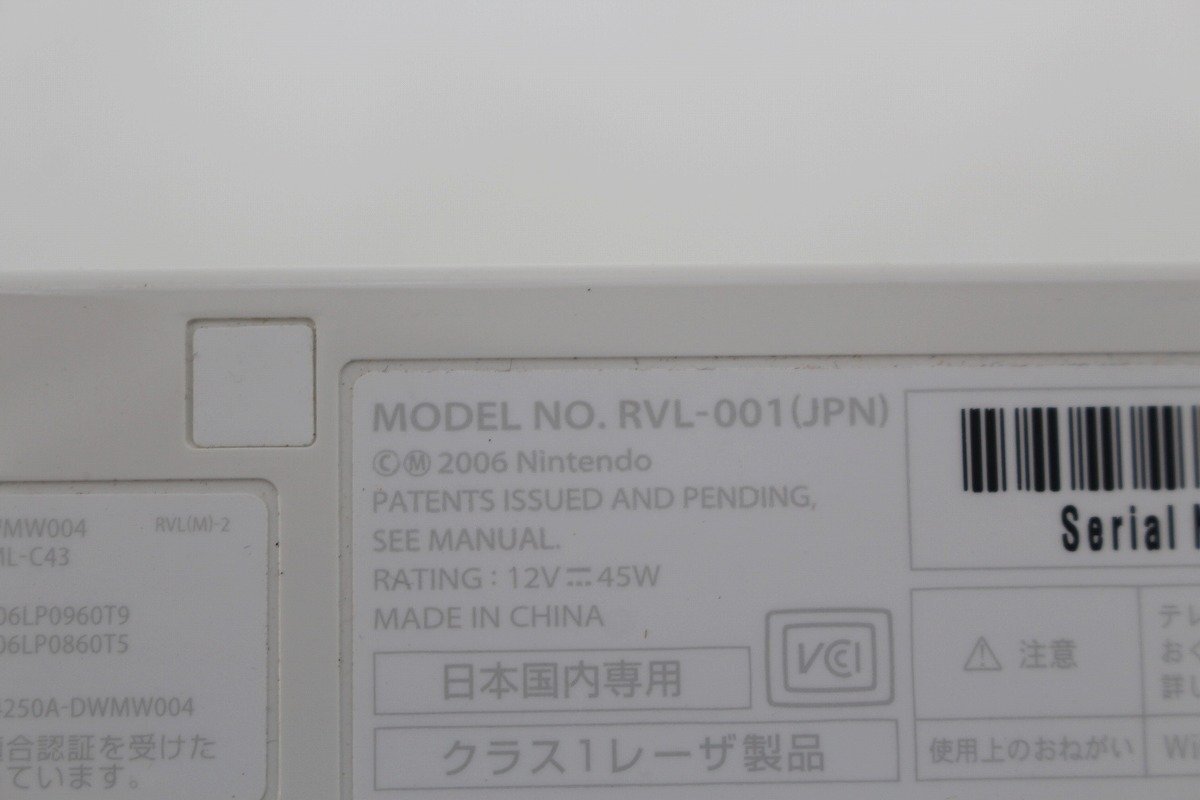 MODEL NO. RVL-001(JPN)
©Ⓜ 2006 Nintendo
PATENTS ISSUED AND PENDING,
SEE MANUAL.
RATING : 12V⎓45W
MADE IN CHINA
VCCI
日本国内専用
クラス1レーザ製品
Serial
⚠ 注意
使用上のおねがい
MW004 RVL(M)-2
ML-C43
06LP0960T9
06LP0860T5
4250A-DWMW004
合認証を受けた
ています。